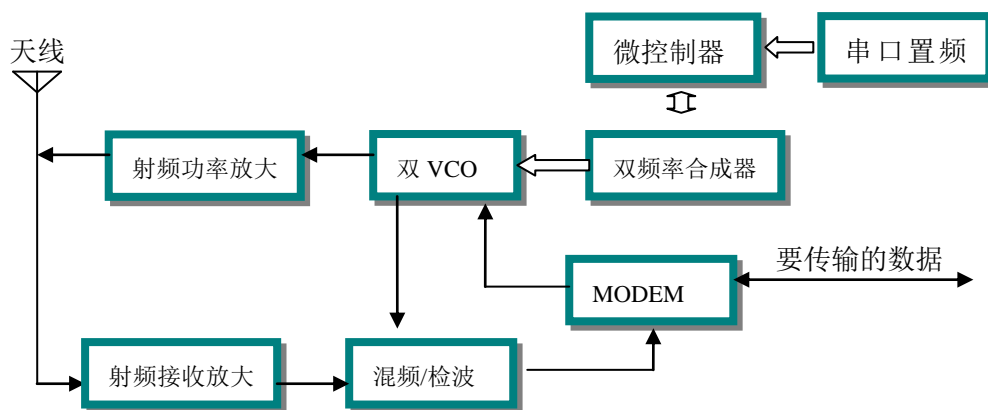 微控制器
串口置频
天线
射频功率放大
双 VCO
双频率合成器
要传输的数据
MODEM
射频接收放大
混频/检波